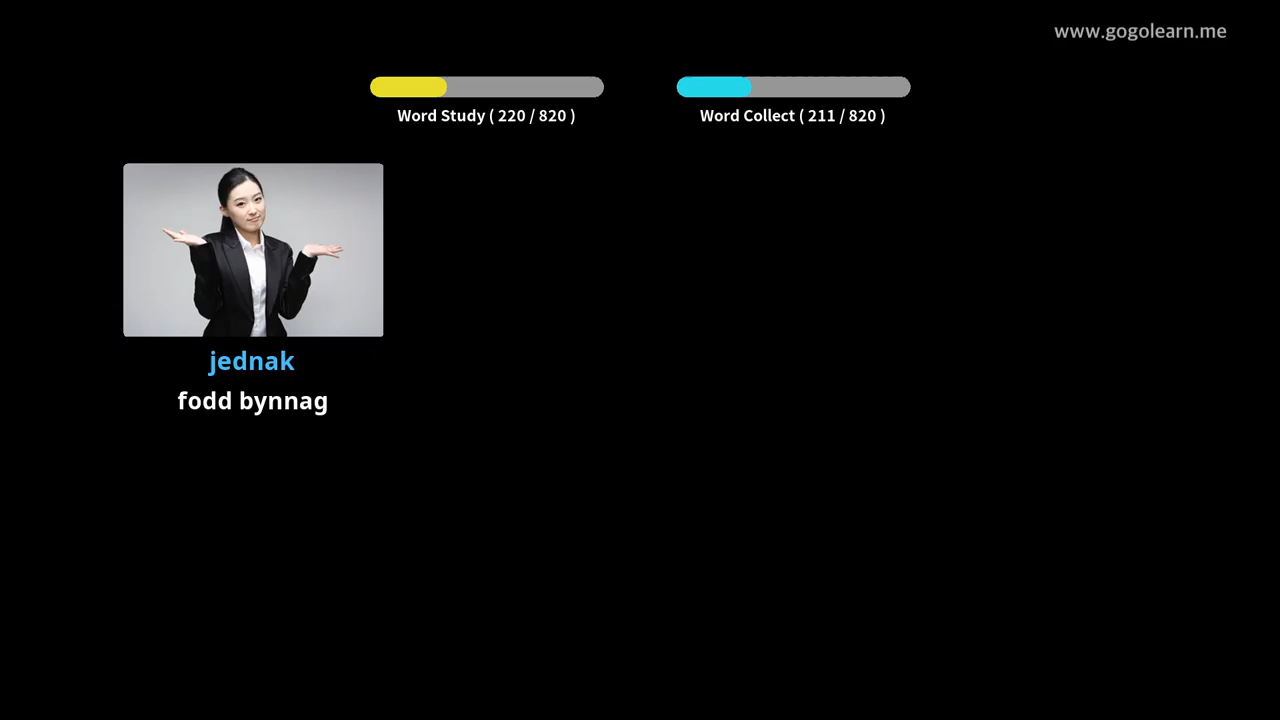 www.gogolearn.me
Word Study ( 220 / 820 )
Word Collect ( 211 / 820 )
jednak
fodd bynnag